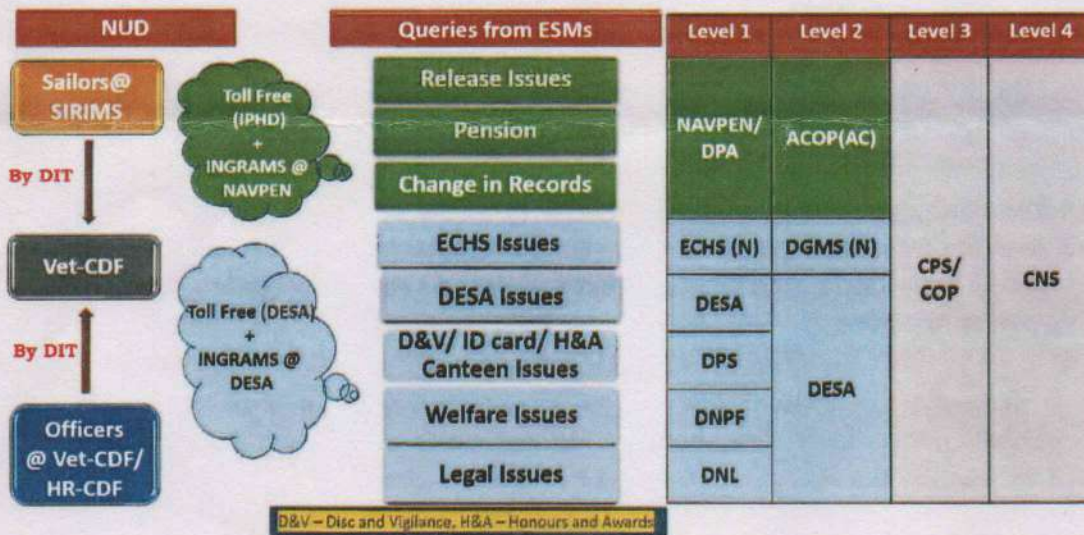 NUD
Sailors@
SIRIMS
By DIT
Vet-CDF
By DIT
Officers
@ Vet-CDF/
HR-CDF
Toll Free
(IPHD)
+
INGRAMS @
NAVPEN
Toll Free (DESA)
+
INGRAMS @
DESA
Queries from ESMs
Release Issues
Pension
Change in Records
ECHS Issues
DESA Issues
D&V/ ID card/ H&A
Canteen Issues
Welfare Issues
Legal Issues
Level 1
Level 2
Level 3
Level 4
NAVPEN/
DPA
ACOP(AC)
ECHS (N)
DGMS (N)
DESA
DPS
DNPF
DNL
DESA
CPS/
COP
CNS
D&V – Disc and Vigilance, H&A – Honours and Awards